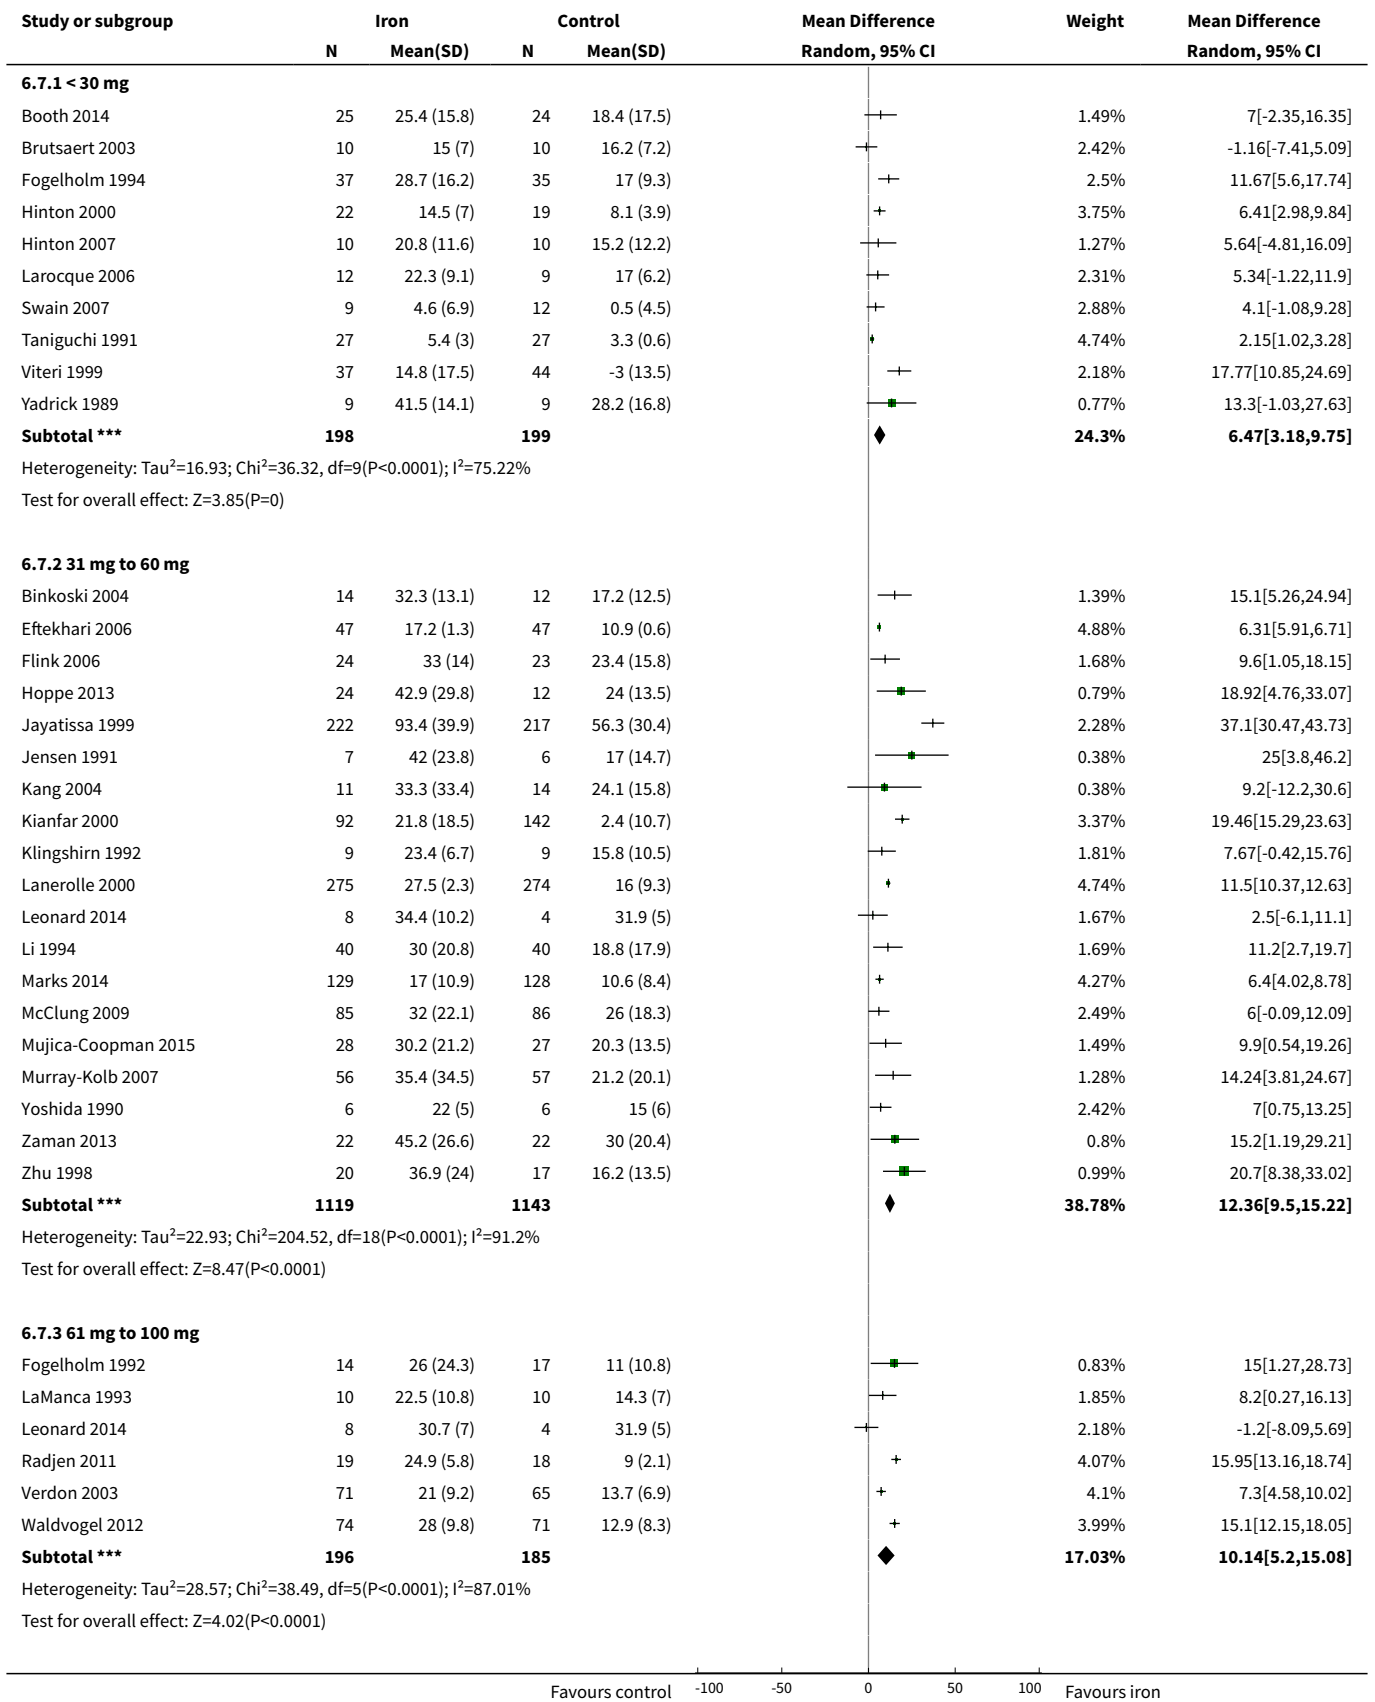 Study or subgroup Iron Control Mean Difference Weight Mean Difference
N Mean(SD) N Mean(SD) Random, 95% CI Random, 95% CI
6.7.1 < 30 mg
Booth 2014 25 25.4 (15.8) 24 18.4 (17.5) 1.49% 7[-2.35,16.35]
Brutsaert 2003 10 15 (7) 10 16.2 (7.2) 2.42% -1.16[-7.41,5.09]
Fogelholm 1994 37 28.7 (16.2) 35 17 (9.3) 2.5% 11.67[5.6,17.74]
Hinton 2000 22 14.5 (7) 19 8.1 (3.9) 3.75% 6.41[2.98,9.84]
Hinton 2007 10 20.8 (11.6) 10 15.2 (12.2) 1.27% 5.64[-4.81,16.09]
Larocque 2006 12 22.3 (9.1) 9 17 (6.2) 2.31% 5.34[-1.22,11.9]
Swain 2007 9 4.6 (6.9) 12 0.5 (4.5) 2.88% 4.1[-1.08,9.28]
Taniguchi 1991 27 5.4 (3) 27 3.3 (0.6) 4.74% 2.15[1.02,3.28]
Viteri 1999 37 14.8 (17.5) 44 -3 (13.5) 2.18% 17.77[10.85,24.69]
Yadrick 1989 9 41.5 (14.1) 9 28.2 (16.8) 0.77% 13.3[-1.03,27.63]
Subtotal *** 198 199 24.3% 6.47[3.18,9.75]
Heterogeneity: Tau²=16.93; Chi²=36.32, df=9(P<0.0001); I²=75.22%
Test for overall effect: Z=3.85(P=0)
6.7.2 31 mg to 60 mg
Binkoski 2004 14 32.3 (13.1) 12 17.2 (12.5) 1.39% 15.1[5.26,24.94]
Eftekhari 2006 47 17.2 (1.3) 47 10.9 (0.6) 4.88% 6.31[5.91,6.71]
Flink 2006 24 33 (14) 23 23.4 (15.8) 1.68% 9.6[1.05,18.15]
Hoppe 2013 24 42.9 (29.8) 12 24 (13.5) 0.79% 18.92[4.76,33.07]
Jayatissa 1999 222 93.4 (39.9) 217 56.3 (30.4) 2.28% 37.1[30.47,43.73]
Jensen 1991 7 42 (23.8) 6 17 (14.7) 0.38% 25[3.8,46.2]
Kang 2004 11 33.3 (33.4) 14 24.1 (15.8) 0.38% 9.2[-12.2,30.6]
Kianfar 2000 92 21.8 (18.5) 142 2.4 (10.7) 3.37% 19.46[15.29,23.63]
Klingshirn 1992 9 23.4 (6.7) 9 15.8 (10.5) 1.81% 7.67[-0.42,15.76]
Lanerolle 2000 275 27.5 (2.3) 274 16 (9.3) 4.74% 11.5[10.37,12.63]
Leonard 2014 8 34.4 (10.2) 4 31.9 (5) 1.67% 2.5[-6.1,11.1]
Li 1994 40 30 (20.8) 40 18.8 (17.9) 1.69% 11.2[2.7,19.7]
Marks 2014 129 17 (10.9) 128 10.6 (8.4) 4.27% 6.4[4.02,8.78]
McClung 2009 85 32 (22.1) 86 26 (18.3) 2.49% 6[-0.09,12.09]
Mujica-Coopman 2015 28 30.2 (21.2) 27 20.3 (13.5) 1.49% 9.9[0.54,19.26]
Murray-Kolb 2007 56 35.4 (34.5) 57 21.2 (20.1) 1.28% 14.24[3.81,24.67]
Yoshida 1990 6 22 (5) 6 15 (6) 2.42% 7[0.75,13.25]
Zaman 2013 22 45.2 (26.6) 22 30 (20.4) 0.8% 15.2[1.19,29.21]
Zhu 1998 20 36.9 (24) 17 16.2 (13.5) 0.99% 20.7[8.38,33.02]
Subtotal *** 1119 1143 38.78% 12.36[9.5,15.22]
Heterogeneity: Tau²=22.93; Chi²=204.52, df=18(P<0.0001); I²=91.2%
Test for overall effect: Z=8.47(P<0.0001)
6.7.3 61 mg to 100 mg
Fogelholm 1992 14 26 (24.3) 17 11 (10.8) 0.83% 15[1.27,28.73]
LaManca 1993 10 22.5 (10.8) 10 14.3 (7) 1.85% 8.2[0.27,16.13]
Leonard 2014 8 30.7 (7) 4 31.9 (5) 2.18% -1.2[-8.09,5.69]
Radjen 2011 19 24.9 (5.8) 18 9 (2.1) 4.07% 15.95[13.16,18.74]
Verdon 2003 71 21 (9.2) 65 13.7 (6.9) 4.1% 7.3[4.58,10.02]
Waldvogel 2012 74 28 (9.8) 71 12.9 (8.3) 3.99% 15.1[12.15,18.05]
Subtotal *** 196 185 17.03% 10.14[5.2,15.08]
Heterogeneity: Tau²=28.57; Chi²=38.49, df=5(P<0.0001); I²=87.01%
Test for overall effect: Z=4.02(P<0.0001)
Favours control -100 -50 0 50 100 Favours iron